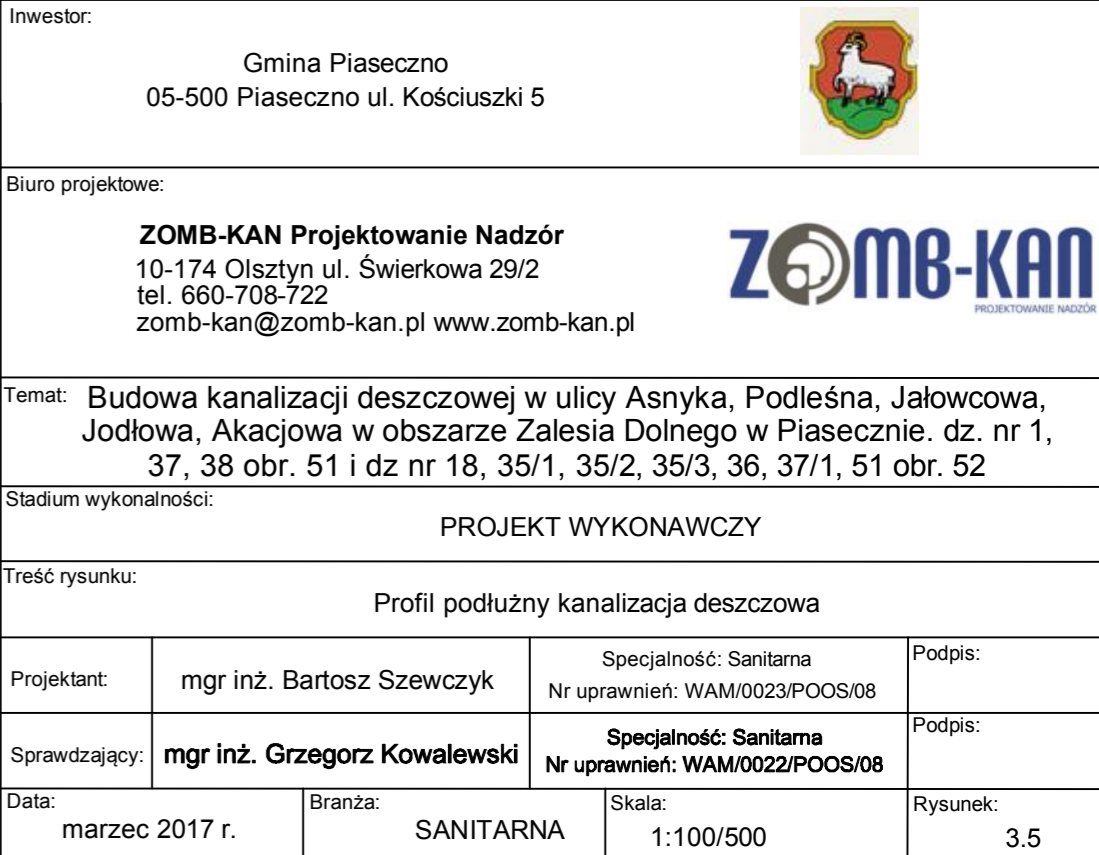 Inwestor:
Gmina Piaseczno
05-500 Piaseczno ul. Kościuszki 5
Biuro projektowe:
ZOMB-KAN Projektowanie Nadzór
10-174 Olsztyn ul. Świerkowa 29/2
tel. 660-708-722
zomb-kan@zomb-kan.pl www.zomb-kan.pl
ZOMB-KAN
PROJEKTOWANIE NADZÓR
Temat: Budowa kanalizacji deszczowej w ulicy Asnyka, Podleśna, Jałowcowa,
Jodłowa, Akacjowa w obszarze Zalesia Dolnego w Piasecznie. dz. nr 1,
37, 38 obr. 51 i dz nr 18, 35/1, 35/2, 35/3, 36, 37/1, 51 obr. 52
Stadium wykonalności:
PROJEKT WYKONAWCZY
Treść rysunku:
Profil podłużny kanalizacja deszczowa
Projektant:
mgr inż. Bartosz Szewczyk
Specjalność: Sanitarna
Nr uprawnień: WAM/0023/POOS/08
Podpis:
Sprawdzający:
mgr inż. Grzegorz Kowalewski
Specjalność: Sanitarna
Nr uprawnień: WAM/0022/POOS/08
Podpis:
Data:
marzec 2017 r.
Branża:
SANITARNA
Skala:
1:100/500
Rysunek:
3.5